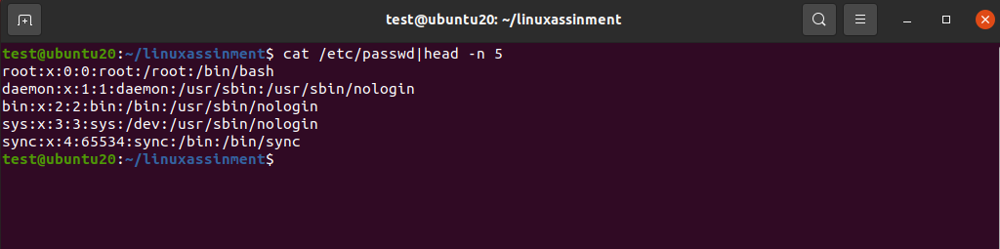 test@ubuntu20: ~/linuxassinment
test@ubuntu20:~/linuxassinment$ cat /etc/passwd|head -n 5
root:x:0:0:root:/root:/bin/bash
daemon:x:1:1:daemon:/usr/sbin:/usr/sbin/nologin
bin:x:2:2:bin:/bin:/usr/sbin/nologin
sys:x:3:3:sys:/dev:/usr/sbin/nologin
sync:x:4:65534:sync:/bin:/bin/sync
test@ubuntu20:~/linuxassinment$